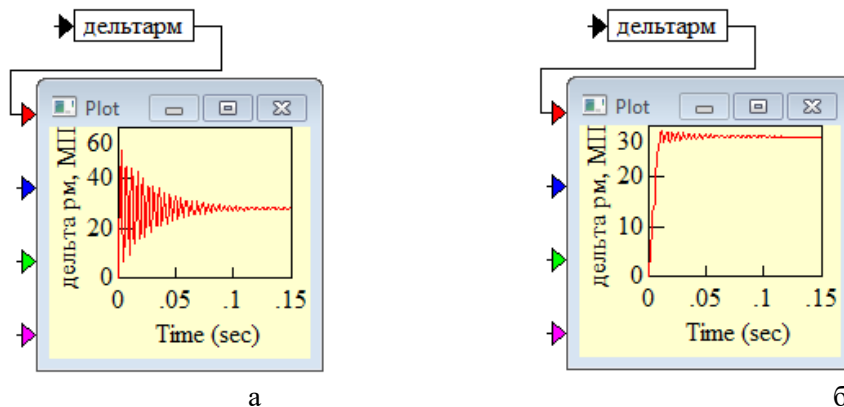 дельтарм
Plot
дельта рм, МП
60
40
20
0
0 .05 .1 .15
Time (sec)
а
дельтарм
Plot
дельта рм, МП
30
20
10
0
0 .05 .1 .15
Time (sec)
б